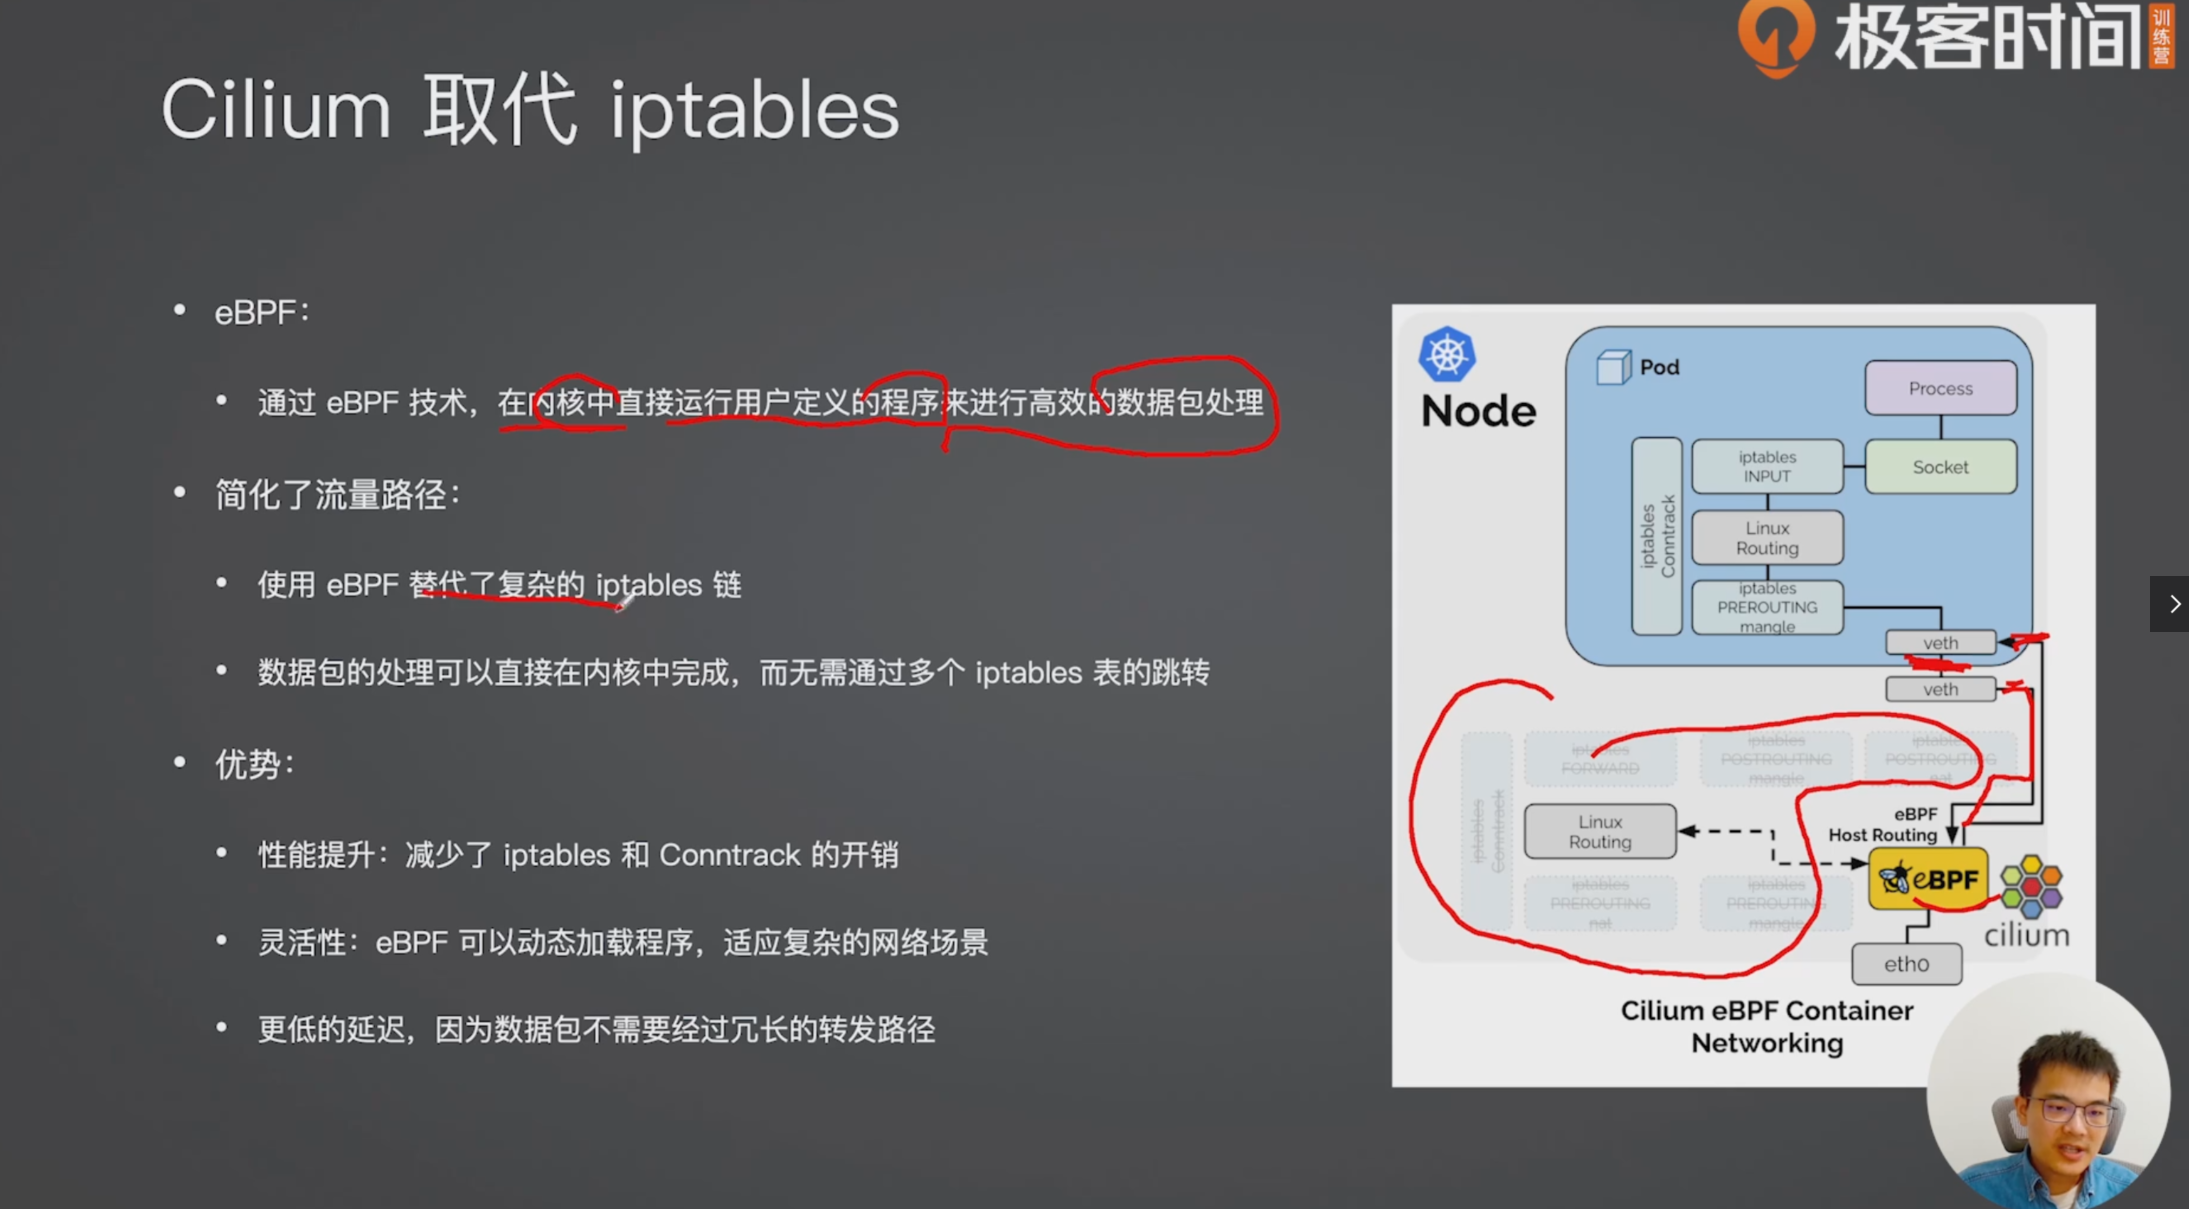 极客时间
训练营
Cilium 取代 iptables
• eBPF：
• 通过 eBPF 技术，在内核中直接运行用户定义的程序来进行高效的数据包处理
• 简化了流量路径：
• 使用 eBPF 替代了复杂的 iptables 链
• 数据包的处理可以直接在内核中完成，而无需通过多个 iptables 表的跳转
• 优势：
• 性能提升：减少了 iptables 和 Conntrack 的开销
• 灵活性：eBPF 可以动态加载程序，适应复杂的网络场景
• 更低的延迟，因为数据包不需要经过冗长的转发路径
Node
Pod
Process
iptables
INPUT
Socket
iptables
Conntrack
Linux
Routing
iptables
PREROUTING
mangle
veth
veth
iptables
FORWARD
iptables
POSTROUTING
mangle
iptables
POSTROUTING
nat
iptables
Conntrack
Linux
Routing
eBPF
Host Routing
iptables
PREROUTING
nat
iptables
PREROUTING
mangle
eBPF
cilium
eth0
Cilium eBPF Container
Networking